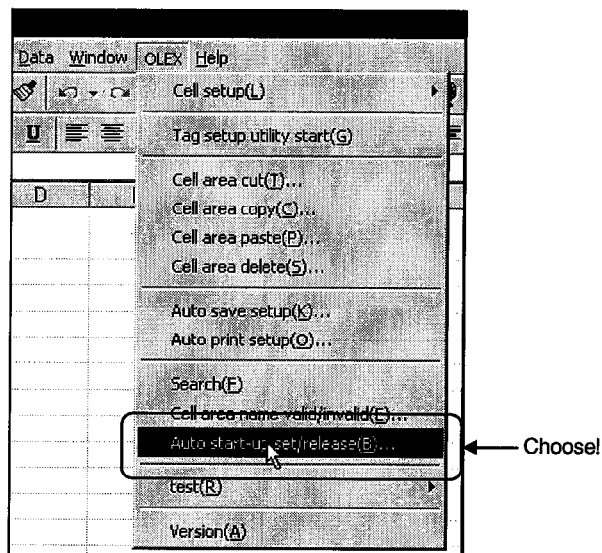 Data Window OLEX Help
Cell setup(L)
U
Tag setup utility start(G)
D
Cell area cut(T)...
Cell area copy(C)...
Cell area paste(P)...
Cell area delete(S)...
Auto save setup(K)...
Auto print setup(O)...
Search(F)
Cell area name valid/invalid(E)...
Auto start-up set/release(B)...
Choose!
test(R)
Version(A)